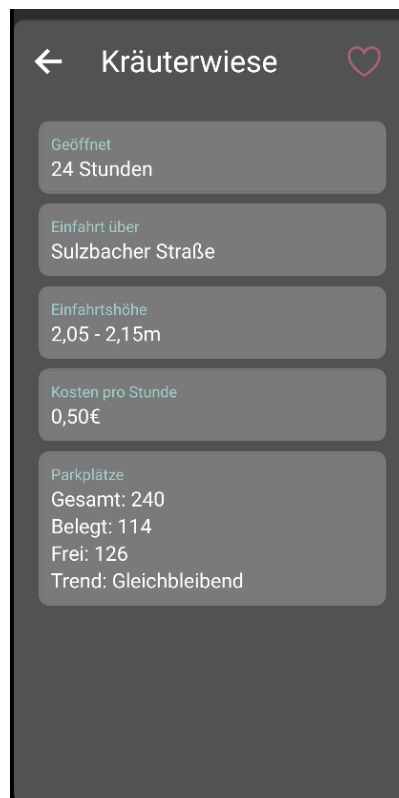 Kräuterwiese
Geöffnet
24 Stunden
Einfahrt über
Sulzbacher Straße
Einfahrtshöhe
2,05 - 2,15m
Kosten pro Stunde
0,50€
Parkplätze
Gesamt: 240
Belegt: 114
Frei: 126
Trend: Gleichbleibend